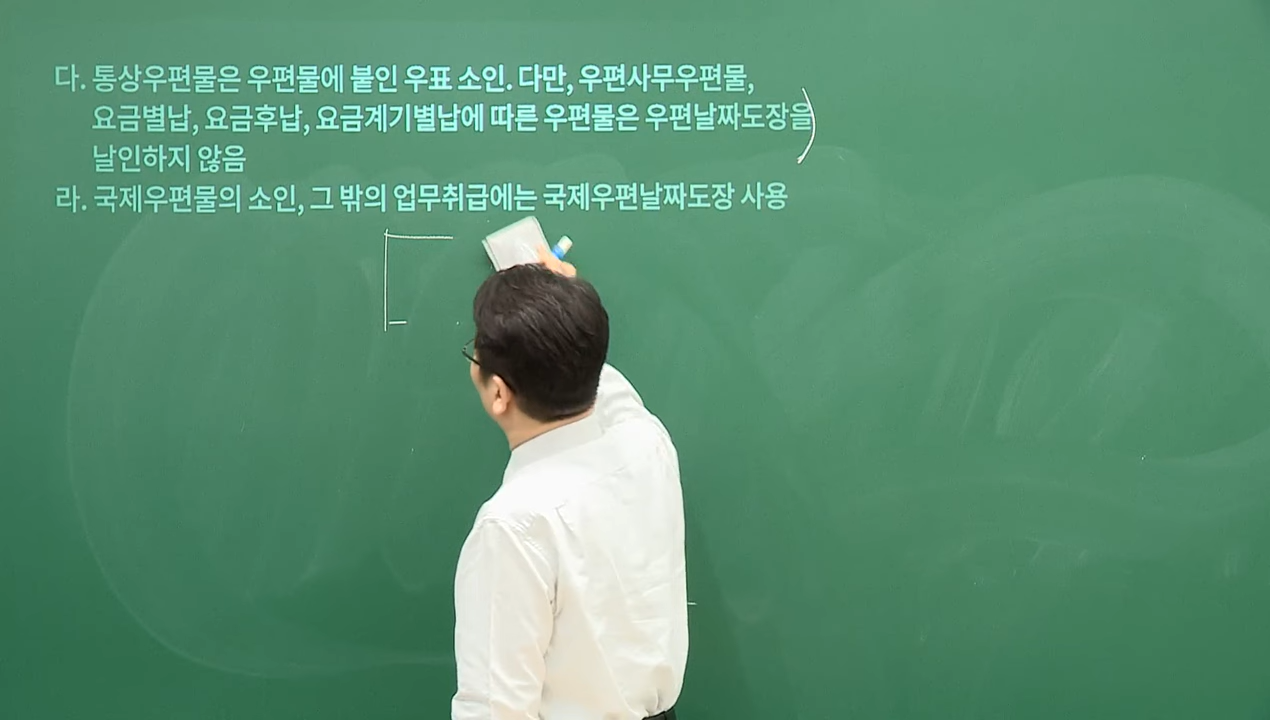 다. 통상우편물은 우편물에 붙인 우표 소인. 다만, 우편사무우편물,
요금별납, 요금후납, 요금계기별납에 따른 우편물은 우편날짜도장을
날인하지 않음
라. 국제우편물의 소인, 그 밖의 업무취급에는 국제우편날짜도장 사용